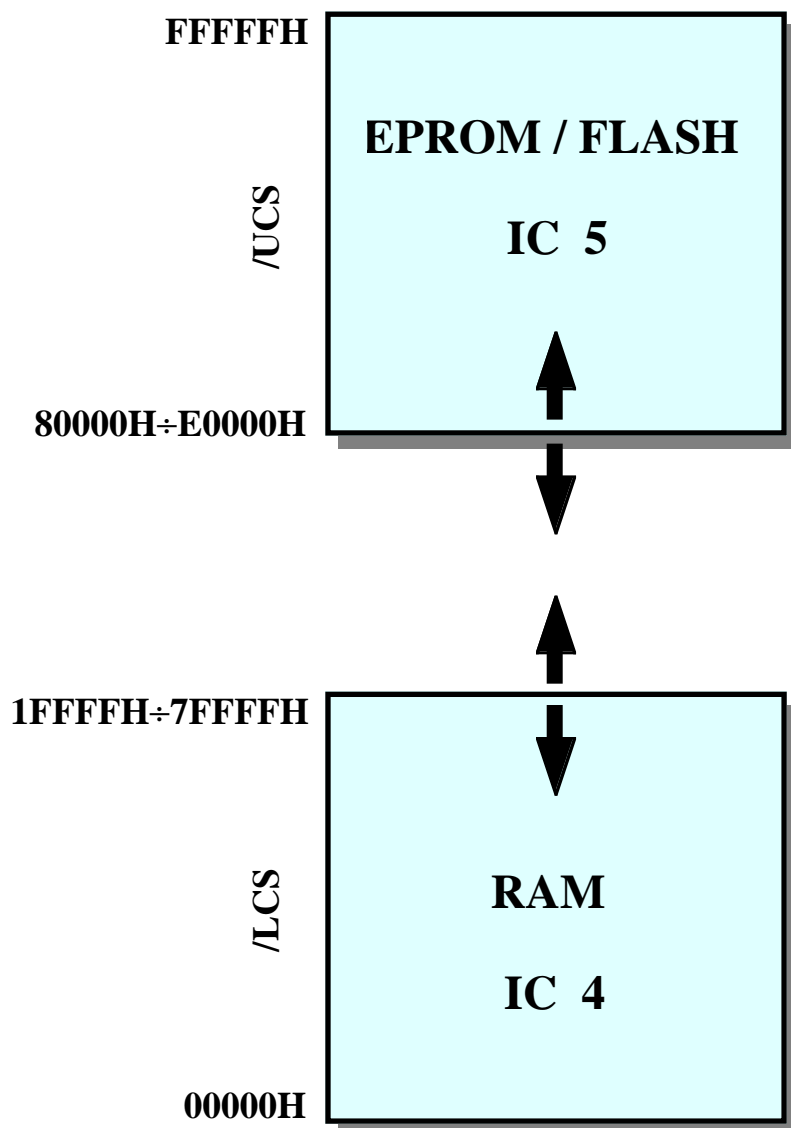 FFFFFH
EPROM / FLASH
/UCS
IC 5
80000H÷E0000H
1FFFFH÷7FFFFH
RAM
/LCS
IC 4
00000H